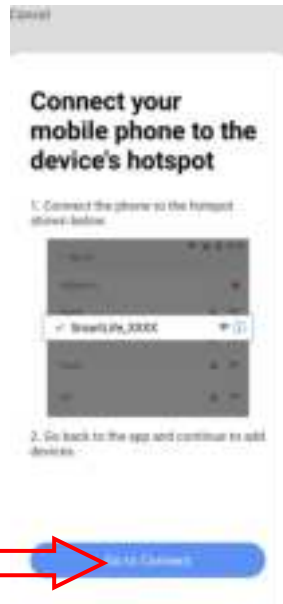 Cancel
Connect your
mobile phone to the
device's hotspot
1. Connect the phone to the hotspot
shown below
SmartLife_XXXX
2. Go back to the app and continue to add
devices
Go to Connect